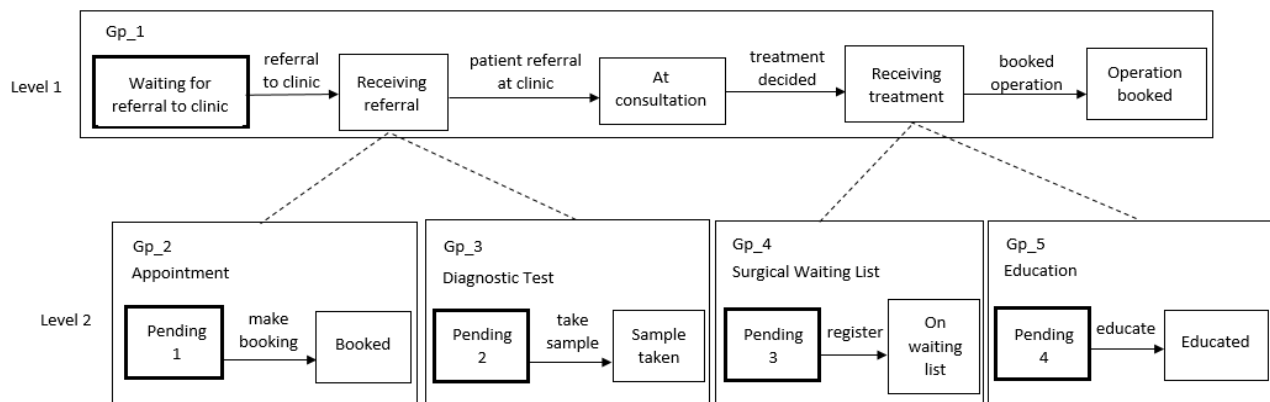 Gp_1
Level 1
Waiting for
referral to clinic
referral
to clinic
Receiving
referral
patient referral
at clinic
At
consultation
treatment
decided
Receiving
treatment
booked
operation
Operation
booked
Level 2
Gp_2
Appointment
Pending
1
make
booking
Booked
Gp_3
Diagnostic Test
Pending
2
take
sample
Sample
taken
Gp_4
Surgical Waiting List
Pending
3
register
On
waiting
list
Gp_5
Education
Pending
4
educate
Educated